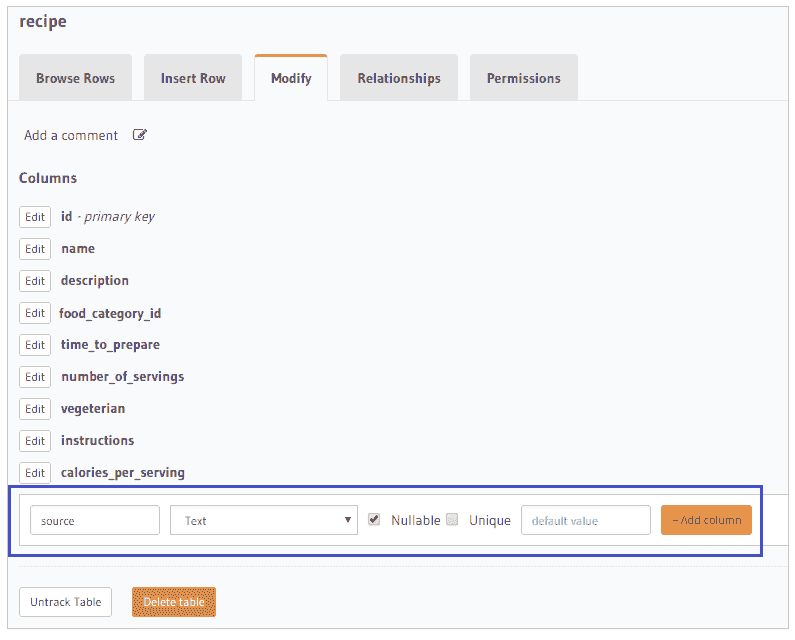 recipe
Browse Rows Insert Row Modify Relationships Permissions
Add a comment
Columns
Edit id - primary key
Edit name
Edit description
Edit food_category_id
Edit time_to_prepare
Edit number_of_servings
Edit vegeterian
Edit instructions
Edit calories_per_serving
source Text Nullable Unique default value + Add column
Untrack Table Delete table